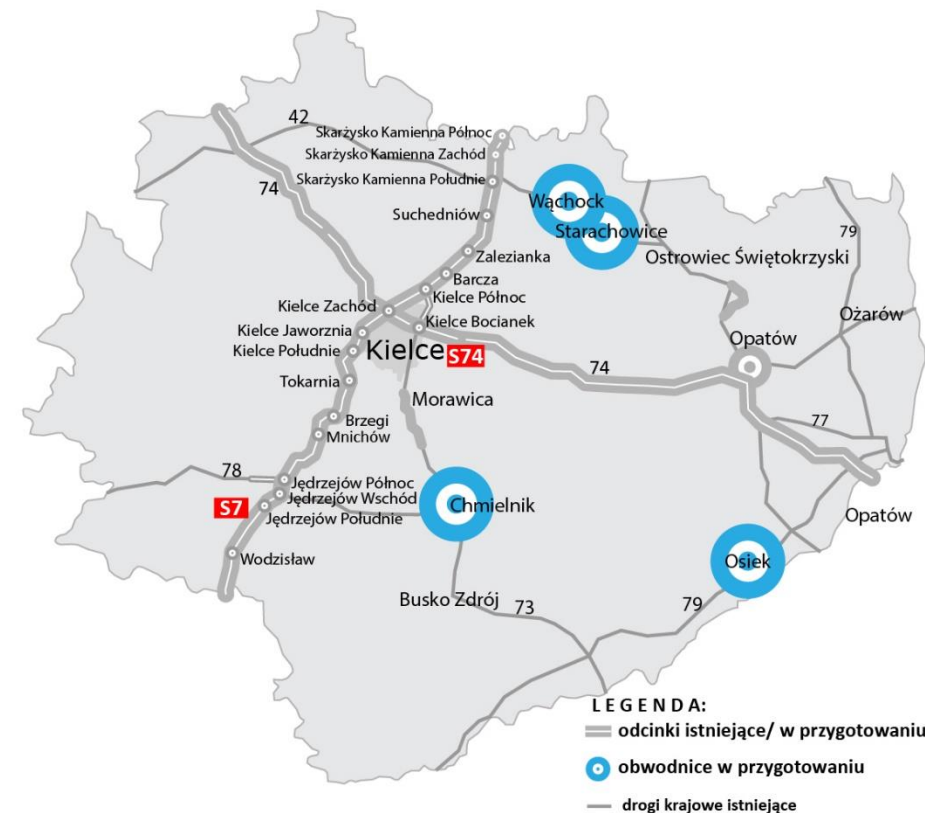 42
Skarżysko Kamienna Północ
Skarżysko Kamienna Zachód
74
Skarżysko Kamienna Południe
Wąchock
Suchedniów
Starachowice
79
Zalezianka
Ostrowiec Świętokrzyski
Barcza
Kielce Północ
Kielce Zachód
Ożarów
Kielce Bocianek
Kielce Jaworznia
Opatów
Kielce Południe
Kielce
S74
74
Tokarnia
Morawica
Brzegi
77
Mnichów
78
Jędrzejów Północ
Jędrzejów Wschód
S7
Chmielnik
Jędrzejów Południe
Opatów
Wodzisław
Osiek
Busko Zdrój
73
79
LEGENDA:
odcinki istniejące/ w przygotowaniu
obwodnice w przygotowaniu
drogi krajowe istniejące